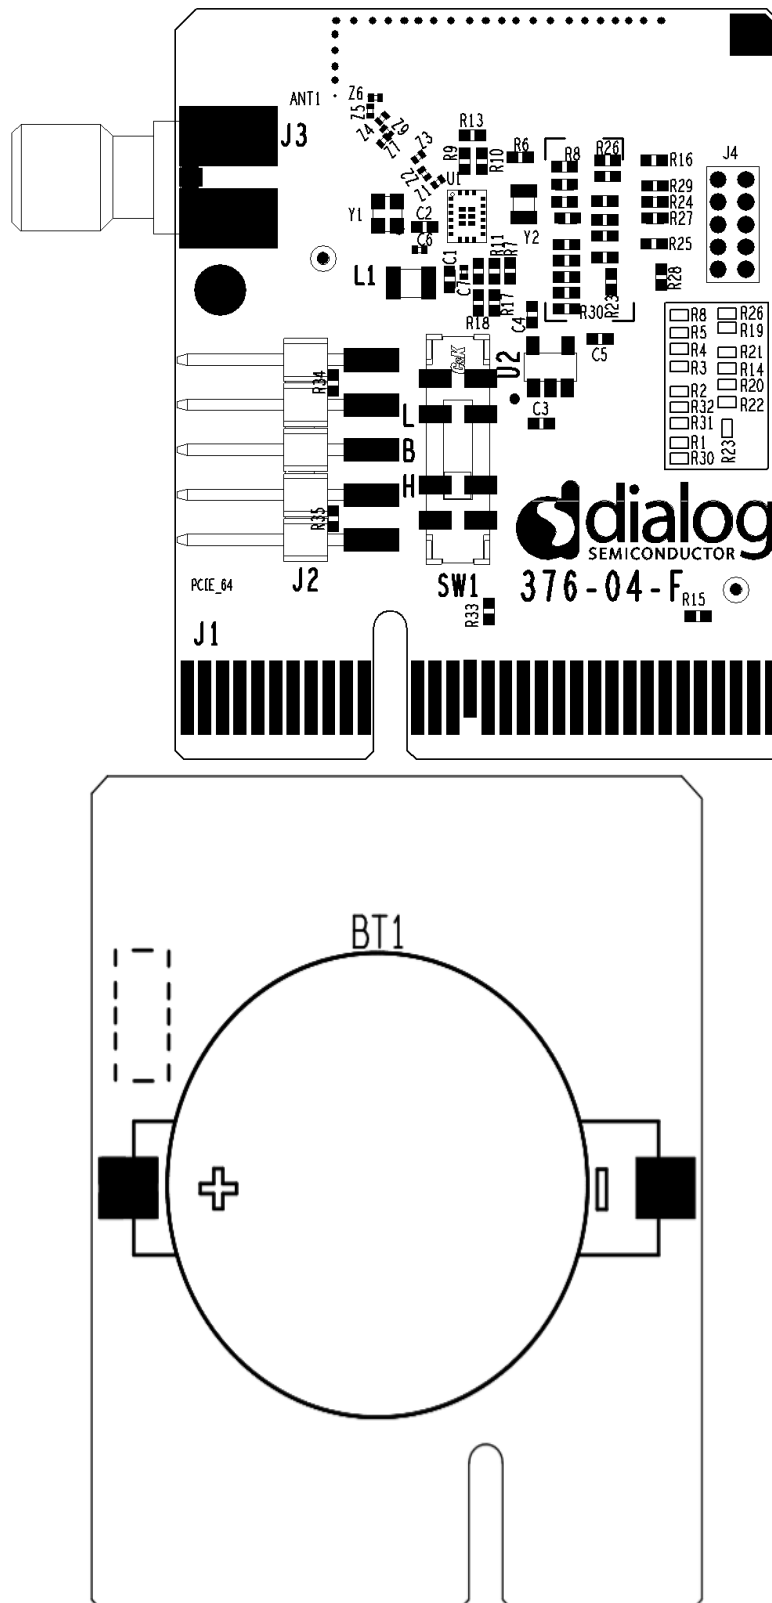 ANT1
Z6
Z5
Z4
Z9
Z7
Z3
Z2
Z1
J3
R13
R9
R10
R6
R8
R26
R16
J4
U1
R29
R24
R27
R25
R28
Y1
C2
C6
Y2
L1
C1
C7
R11
R7
R17
R18
C4
R30
R23
C5
R8
R5
R4
R3
R2
R32
R31
R1
R30
R26
R19
R21
R14
R20
R22
R23
C&K
U2
C3
R34
L
B
H
R35
dialog
SEMICONDUCTOR
PCIE_64
J2
SW1
376-04-F
R15
R33
J1
BT1
+
-